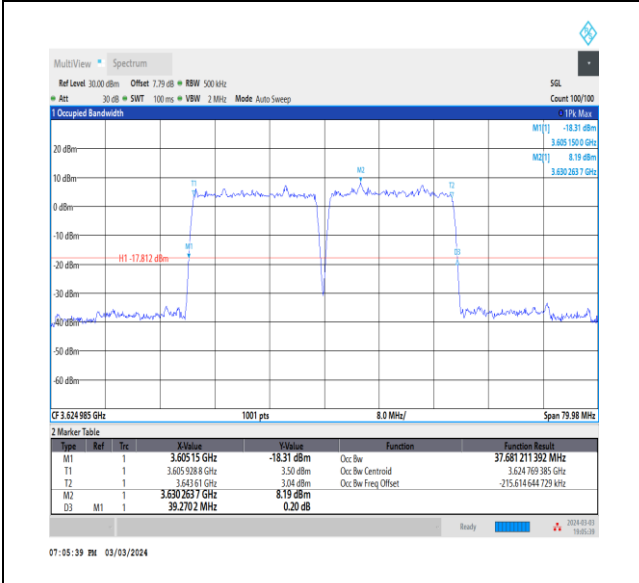 MultiView Spectrum
Ref Level 30.00 dBm Offset 7.79 dB RBW 500 kHz SGL
Att 30 dB SWT 100 ms VBW 2 MHz Mode Auto Sweep Count 100/100
1 Occupied Bandwidth 1Pk Max
M1[1] -18.31 dBm
3.605 150 0 GHz
M2[1] 8.19 dBm
3.630 263 7 GHz
20 dBm
10 dBm
0 dBm
-10 dBm
-20 dBm
-30 dBm
-40 dBm
-50 dBm
-60 dBm
T1
M2
T2
M1
D3
H1 -17.812 dBm
CF 3.624 985 GHz 1001 pts 8.0 MHz/ Span 79.98 MHz
2 Marker Table
Type Ref Trc X-Value Y-Value Function Function Result
M1 1 3.605 15 GHz -18.31 dBm Occ Bw 37.681 211 392 MHz
T1 1 3.605 928 8 GHz 3.50 dBm Occ Bw Centroid 3.624 769 385 GHz
T2 1 3.643 61 GHz 3.04 dBm Occ Bw Freq Offset -215.614 644 729 kHz
M2 1 3.630 263 7 GHz 8.19 dBm
D3 M1 1 39.270 2 MHz 0.20 dB
Ready 2024-03-03
19:05:39
07:05:39 PM 03/03/2024